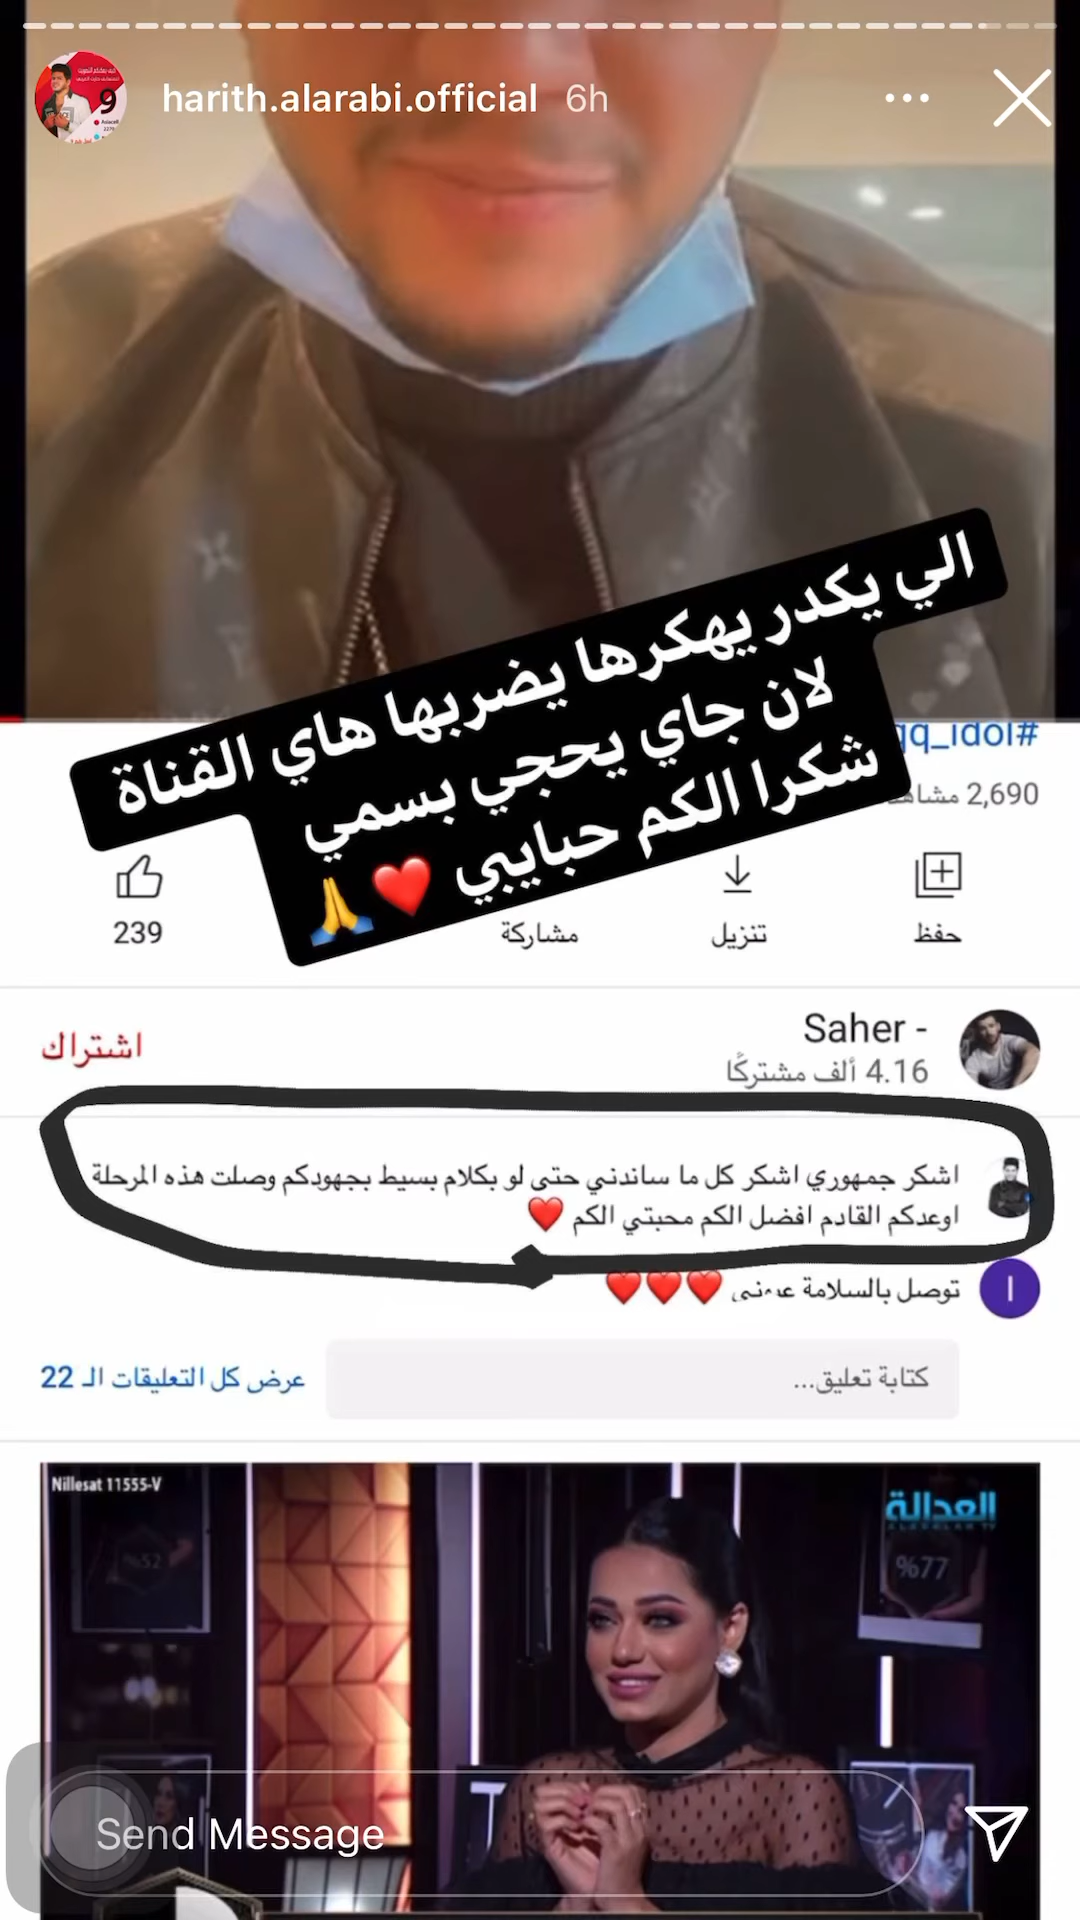 harith.alarabi.official 6h
الي يكدر يهكرها يضربها هاي القناة
لان جاي يحجي بسمي
شكرا الكم حبايبي ❤️🙏
2,690
239
مشاركة
تنزيل
حفظ
Saher -
4.16 ألف مشتركًا
اشتراك
اشكر جمهوري اشكر كل ما ساندني حتى لو بكلام بسيط بجهودكم وصلت هذه المرحلة
اوعدكم القادم افضل الكم محبتي الكم ❤️
توصل بالسلامة ❤️❤️❤️
كتابة تعليق...
عرض كل التعليقات الـ 22
Nillesat 11555-V
العدالة
ALADALAH TV
%52
%77
Send Message